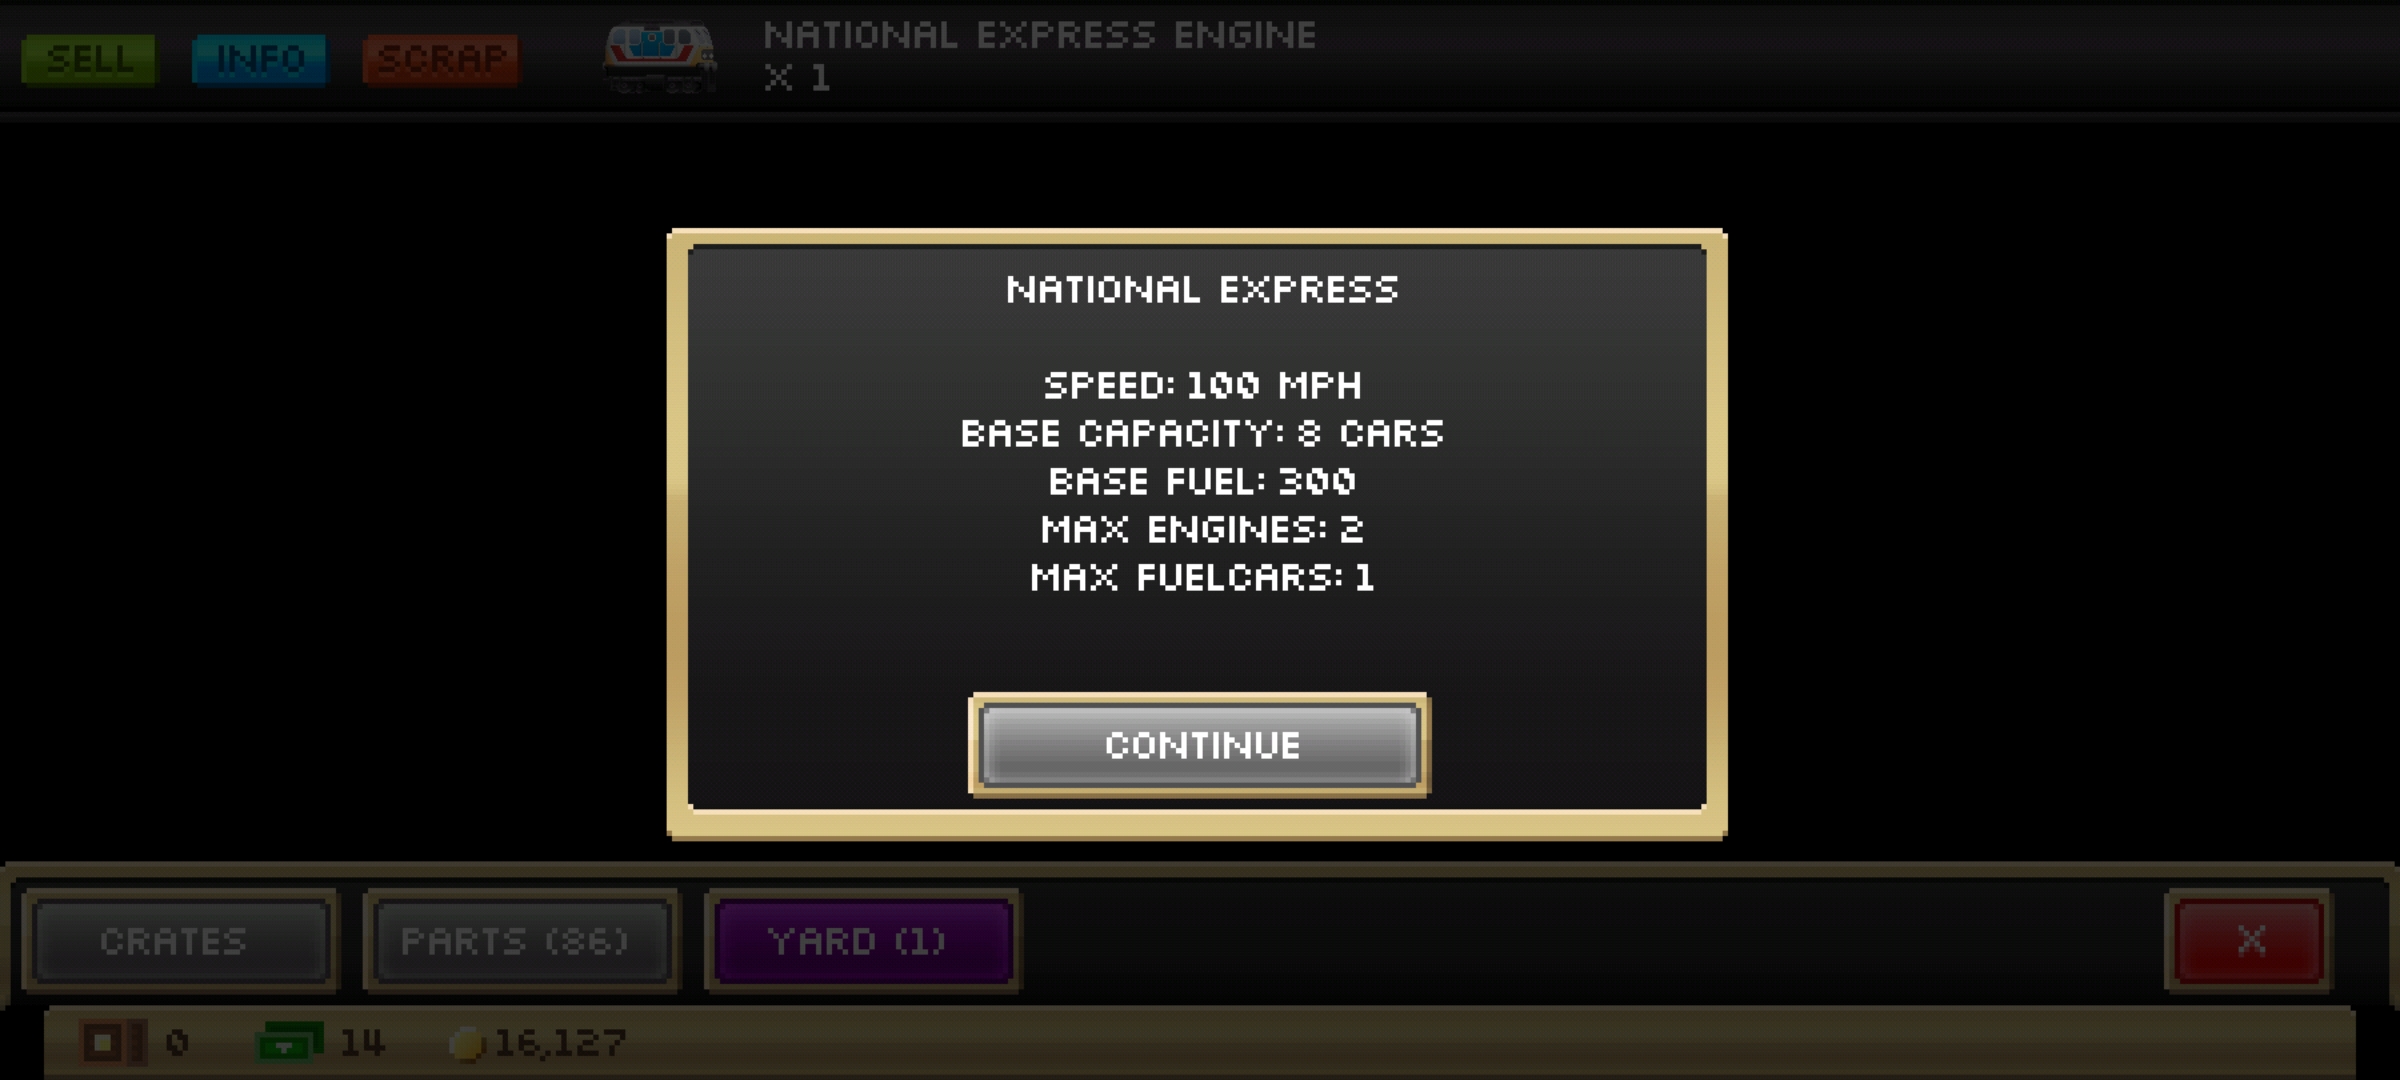 SELL INFO SCRAP NATIONAL EXPRESS ENGINE
X 1
NATIONAL EXPRESS
SPEED: 100 MPH
BASE CAPACITY: 8 CARS
BASE FUEL: 300
MAX ENGINES: 2
MAX FUELCARS: 1
CONTINUE
CRATES PARTS (86) YARD (1) X
0 14 16,127